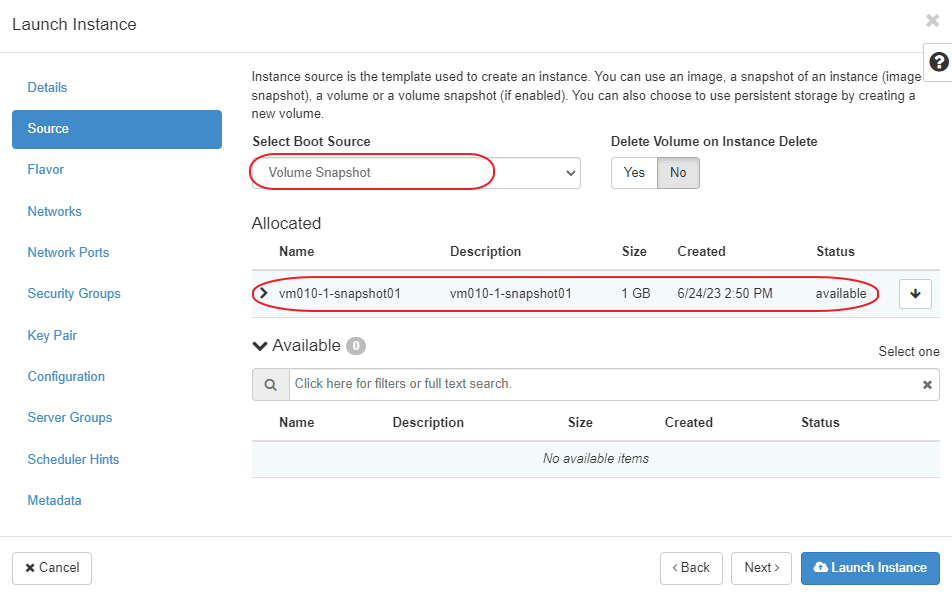 Launch Instance
Details
Source
Flavor
Networks
Network Ports
Security Groups
Key Pair
Configuration
Server Groups
Scheduler Hints
Metadata
Instance source is the template used to create an instance. You can use an image, a snapshot of an instance (image
snapshot), a volume or a volume snapshot (if enabled). You can also choose to use persistent storage by creating a
new volume.
Select Boot Source
Volume Snapshot
Delete Volume on Instance Delete
Yes No
Allocated
Name Description Size Created Status
vm010-1-snapshot01 vm010-1-snapshot01 1 GB 6/24/23 2:50 PM available
Available 0
Select one
Click here for filters or full text search.
Name Description Size Created Status
No available items
Cancel
Back
Next
Launch Instance